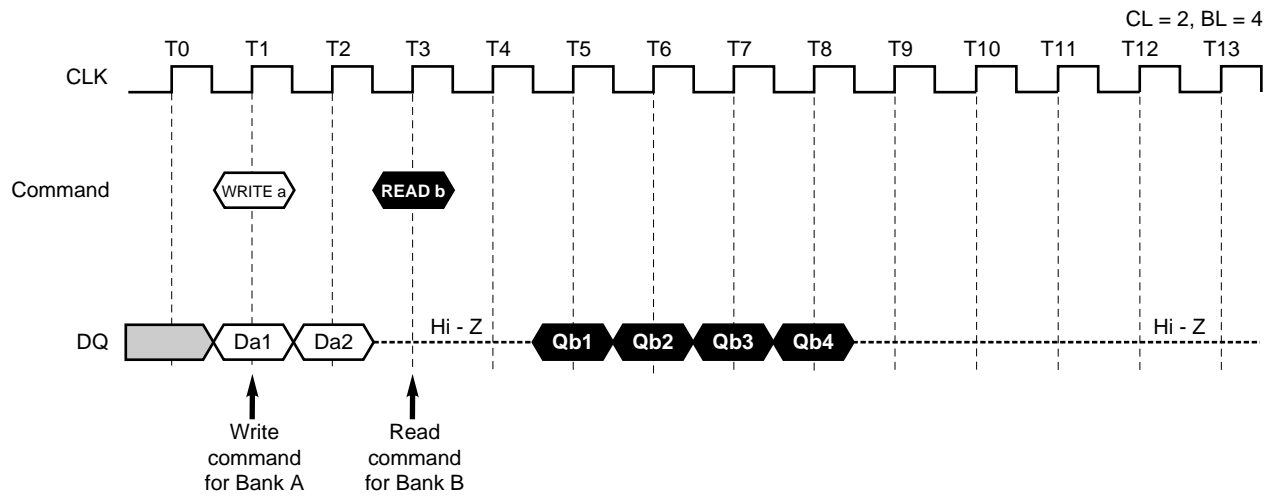 CL = 2, BL = 4
T0 T1 T2 T3 T4 T5 T6 T7 T8 T9 T10 T11 T12 T13
CLK
Command WRITE a READ b
DQ Da1 Da2 Hi - Z Qb1 Qb2 Qb3 Qb4 Hi - Z
Write
command
for Bank A
Read
command
for Bank B